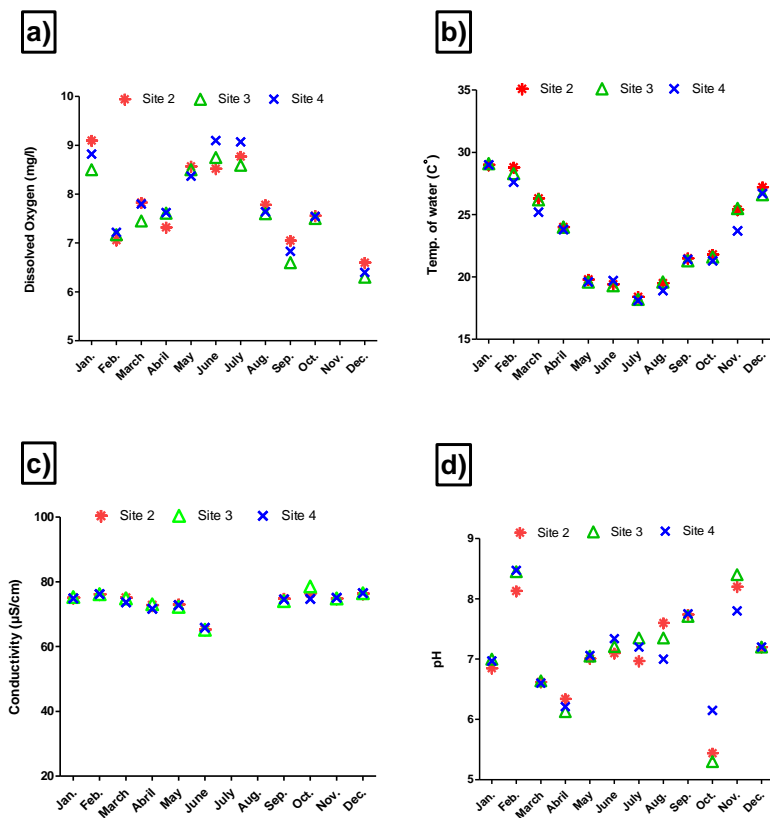 a)
Site 2 Site 3 Site 4
Dissolved Oxygen (mg/l)
10
9
8
7
6
5
Jan. Feb. March Abril May June July Aug. Sep. Oct. Nov. Dec.
b)
Site 2 Site 3 Site 4
Temp. of water (C°)
35
30
25
20
15
Jan. Feb. March Abril May June July Aug. Sep. Oct. Nov. Dec.
c)
Site 2 Site 3 Site 4
Conductivity (µS/cm)
100
80
60
40
20
Jan. Feb. March Abril May June July Aug. Sep. Oct. Nov. Dec.
d)
Site 2 Site 3 Site 4
pH
9
8
7
6
5
Jan. Feb. March Abril May June July Aug. Sep. Oct. Nov. Dec.